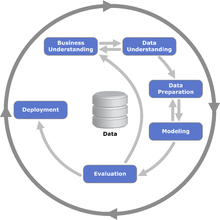 Business
Understanding
Data
Understanding
Data
Preparation
Modeling
Evaluation
Deployment
Data